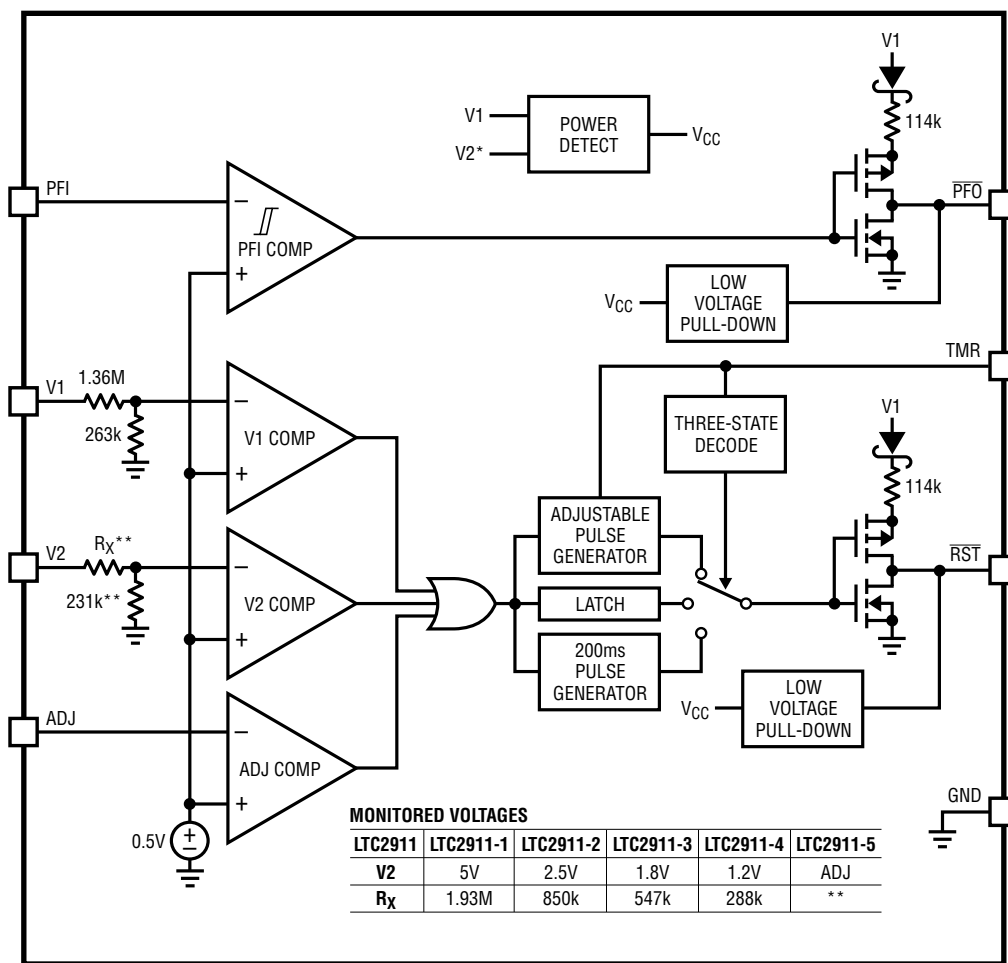 V1
114k
V1
V2*
POWER
DETECT
VCC
PFI
−
PFI COMP
+
PFO
VCC
LOW
VOLTAGE
PULL-DOWN
TMR
V1
1.36M
263k
−
V1 COMP
+
THREE-STATE
DECODE
V1
114k
V2
RX**
231k**
−
V2 COMP
+
ADJUSTABLE
PULSE
GENERATOR
LATCH
200ms
PULSE
GENERATOR
RST
VCC
LOW
VOLTAGE
PULL-DOWN
ADJ
−
ADJ COMP
+
0.5V
+
−
GND
MONITORED VOLTAGES
LTC2911 LTC2911-1 LTC2911-2 LTC2911-3 LTC2911-4 LTC2911-5
V2 5V 2.5V 1.8V 1.2V ADJ
RX 1.93M 850k 547k 288k **